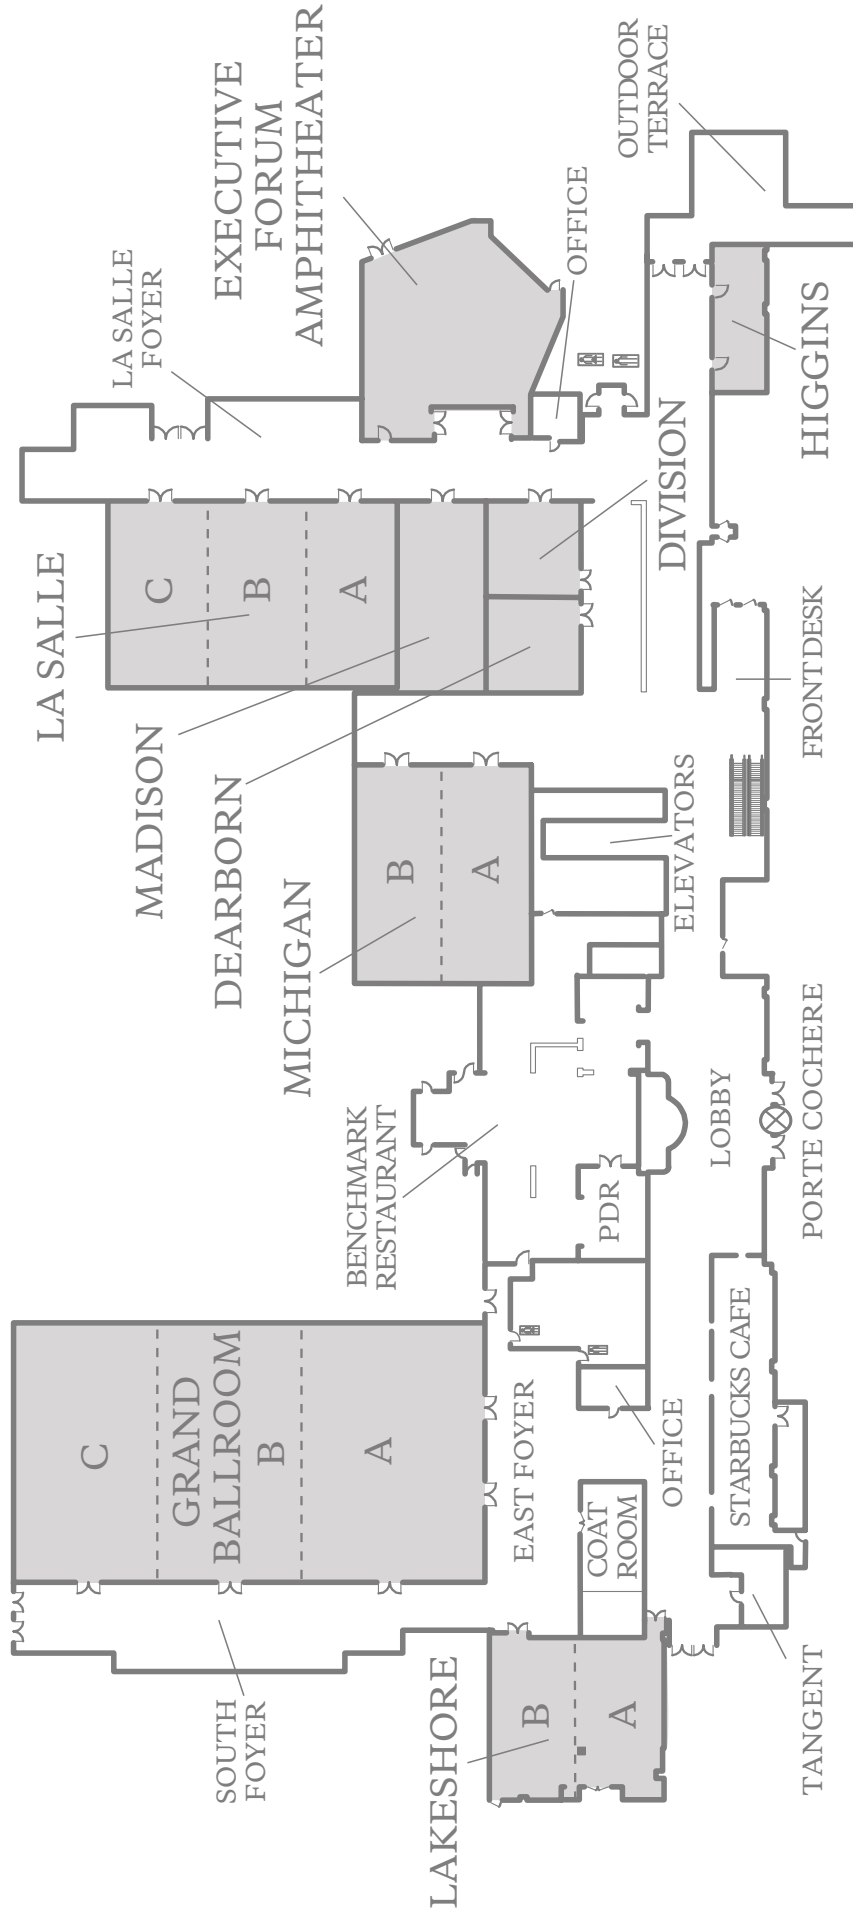 SOUTH
FOYER
LAKESHORE
B
A
C
GRAND
BALLROOM
B
A
EAST FOYER
COAT
ROOM
OFFICE
TANGENT
STARBUCKS CAFE
BENCHMARK
RESTAURANT
PDR
LOBBY
PORTE COCHERE
MICHIGAN
B
A
ELEVATORS
DEARBORN
MADISON
LA SALLE
C
B
A
FRONT DESK
DIVISION
HIGGINS
LA SALLE
FOYER
EXECUTIVE
FORUM
AMPHITHEATER
OFFICE
OUTDOOR
TERRACE